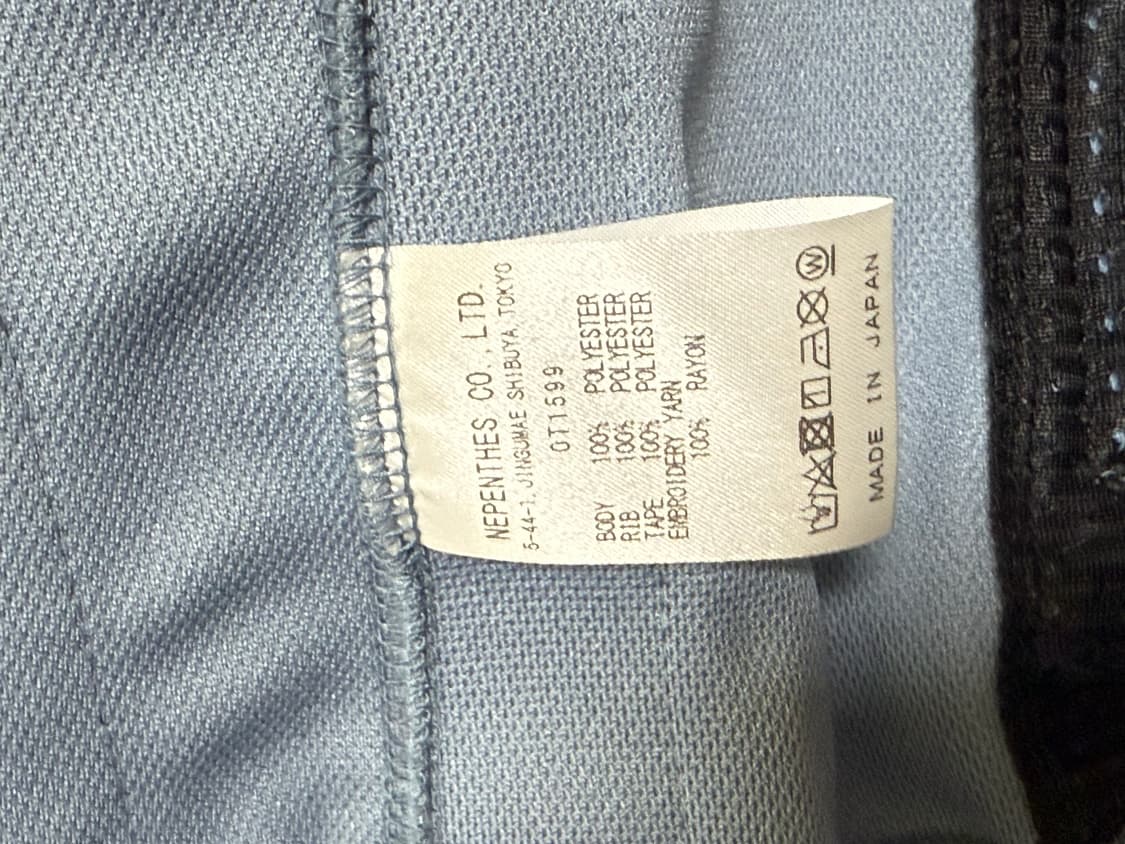 NEPENTHES CO., LTD.
5-44-1, JINGUMAE SHIBUYA TOKYO
OT1599
BODY 100% POLYESTER
RIB 100% POLYESTER
TAPE 100% POLYESTER
EMBROIDERY YARN
100% RAYON
W
MADE IN JAPAN